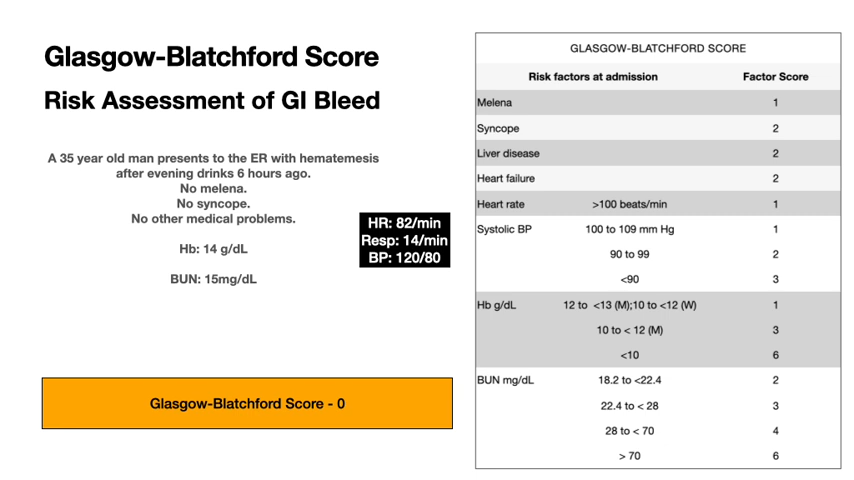 Glasgow-Blatchford Score
Risk Assessment of GI Bleed
A 35 year old man presents to the ER with hematemesis
after evening drinks 6 hours ago.
No melena.
No syncope.
No other medical problems.
Hb: 14 g/dL
BUN: 15mg/dL
HR: 82/min
Resp: 14/min
BP: 120/80
Glasgow-Blatchford Score - 0
GLASGOW-BLATCHFORD SCORE
Risk factors at admission Factor Score
Melena 1
Syncope 2
Liver disease 2
Heart failure 2
Heart rate >100 beats/min 1
Systolic BP 100 to 109 mm Hg 1
90 to 99 2
<90 3
Hb g/dL 12 to <13 (M);10 to <12 (W) 1
10 to < 12 (M) 3
<10 6
BUN mg/dL 18.2 to <22.4 2
22.4 to < 28 3
28 to < 70 4
> 70 6